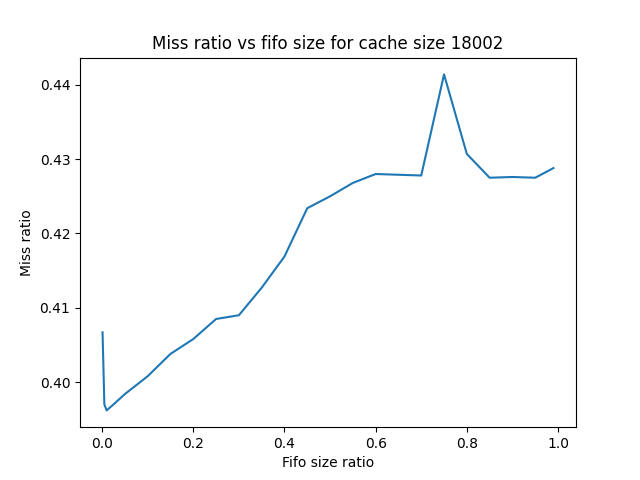 Miss ratio vs fifo size for cache size 18002
Miss ratio
0.44
0.43
0.42
0.41
0.40
0.0 0.2 0.4 0.6 0.8 1.0
Fifo size ratio